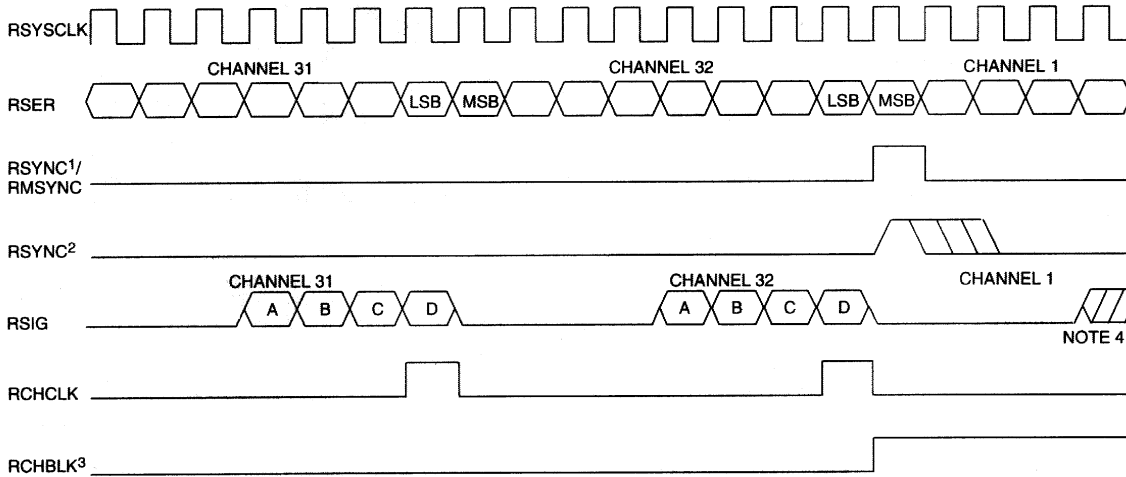 RSYSCLK
CHANNEL 31 CHANNEL 32 CHANNEL 1
RSER LSB MSB LSB MSB
RSYNC1/
RMSYNC
RSYNC2
CHANNEL 31 CHANNEL 32 CHANNEL 1
RSIG A B C D A B C D
NOTE 4
RCHCLK
RCHBLK3